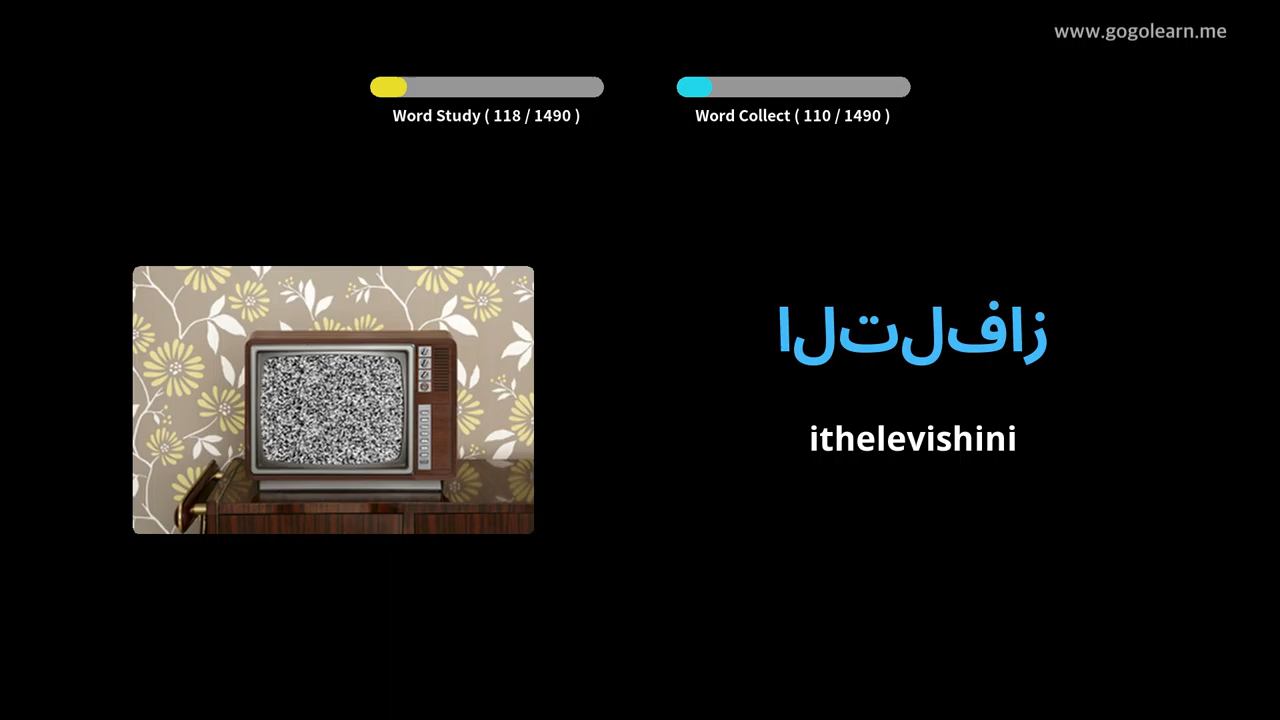 www.gogolearn.me
Word Study ( 118 / 1490 )
Word Collect ( 110 / 1490 )
التلفاز
ithelevishini